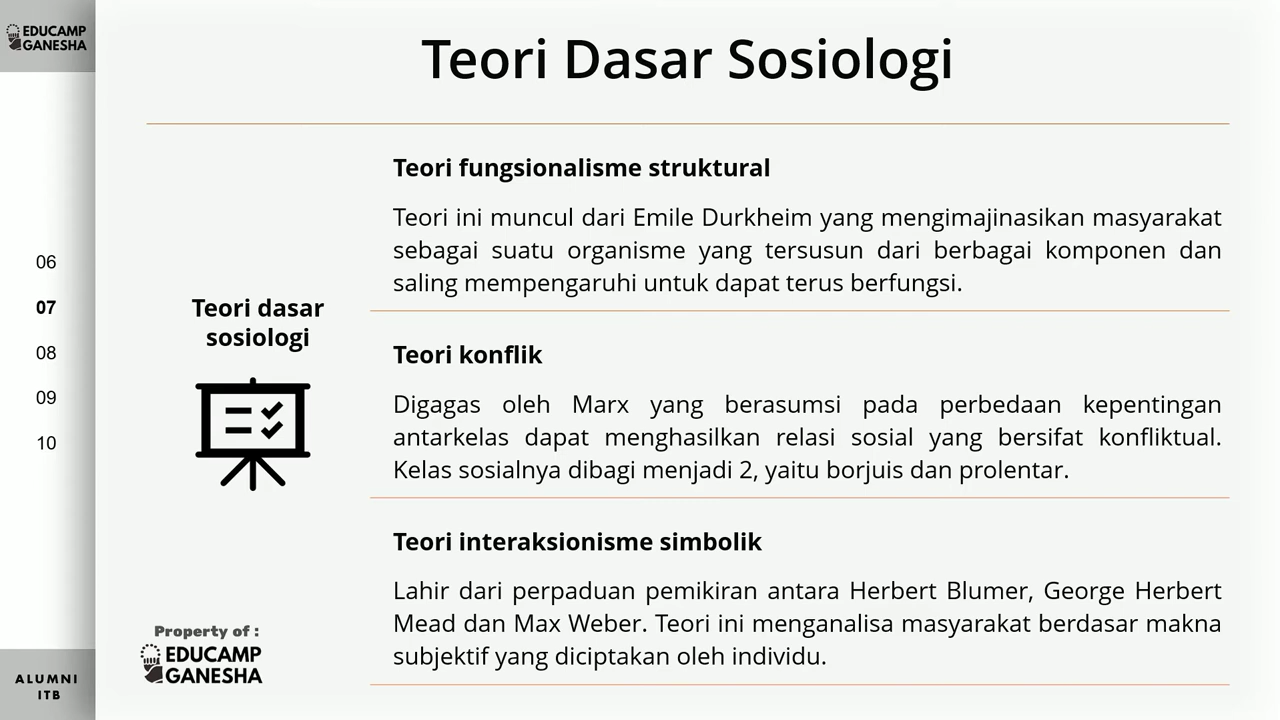 EDUCAMP
GANESHA
Teori Dasar Sosiologi
06
07
08
09
10
Teori dasar
sosiologi
Teori fungsionalisme struktural
Teori ini muncul dari Emile Durkheim yang mengimajinasikan masyarakat
sebagai suatu organisme yang tersusun dari berbagai komponen dan
saling mempengaruhi untuk dapat terus berfungsi.
Teori konflik
Digagas oleh Marx yang berasumsi pada perbedaan kepentingan
antarkelas dapat menghasilkan relasi sosial yang bersifat konfliktual.
Kelas sosialnya dibagi menjadi 2, yaitu borjuis dan prolentar.
Teori interaksionisme simbolik
Lahir dari perpaduan pemikiran antara Herbert Blumer, George Herbert
Mead dan Max Weber. Teori ini menganalisa masyarakat berdasar makna
subjektif yang diciptakan oleh individu.
Property of :
EDUCAMP
GANESHA
ALUMNI
ITB